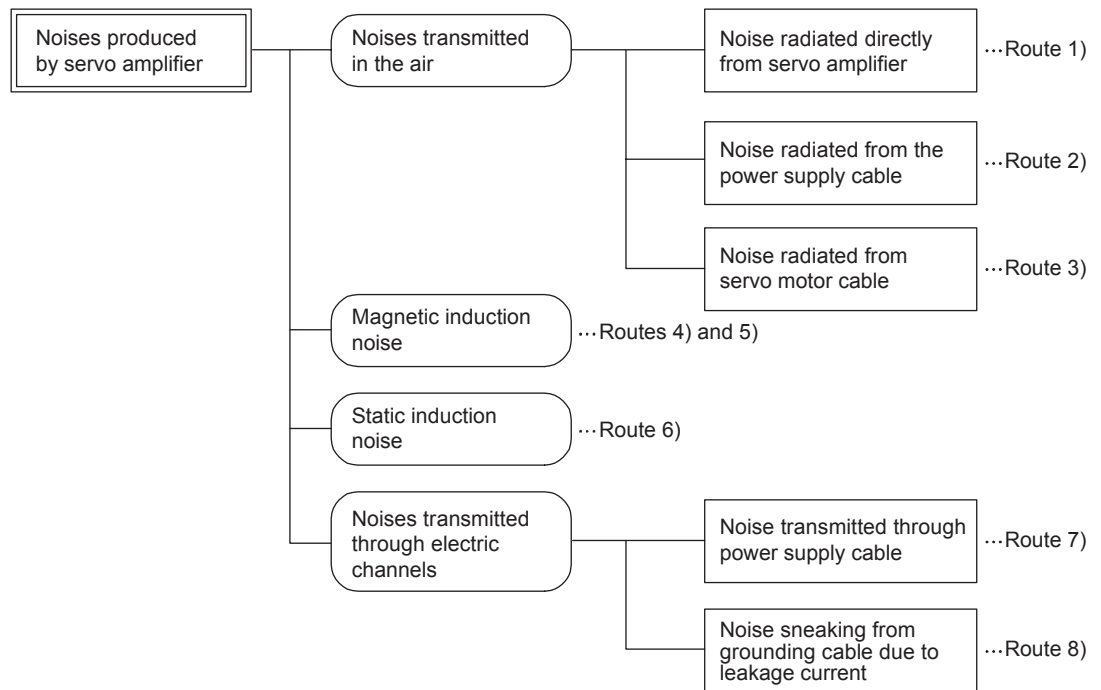 Noises produced
by servo amplifier
Noises transmitted
in the air
Noise radiated directly
from servo amplifier
…Route 1)
Noise radiated from the
power supply cable
…Route 2)
Noise radiated from
servo motor cable
…Route 3)
Magnetic induction
noise
…Routes 4) and 5)
Static induction
noise
…Route 6)
Noises transmitted
through electric
channels
Noise transmitted through
power supply cable
…Route 7)
Noise sneaking from
grounding cable due to
leakage current
…Route 8)